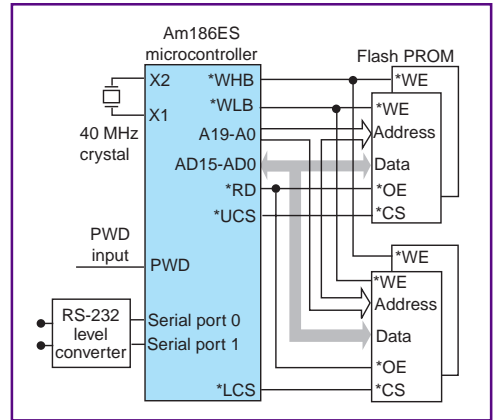 Am186ES
microcontroller
Flash PROM
X2
X1
40 MHz
crystal
*WHB
*WLB
A19-A0
AD15-AD0
*RD
*UCS
PWD
input
PWD
RS-232
level
converter
Serial port 0
Serial port 1
*LCS
*WE
*WE
Address
Data
*OE
*CS
*WE
*WE
Address
Data
*OE
*CS